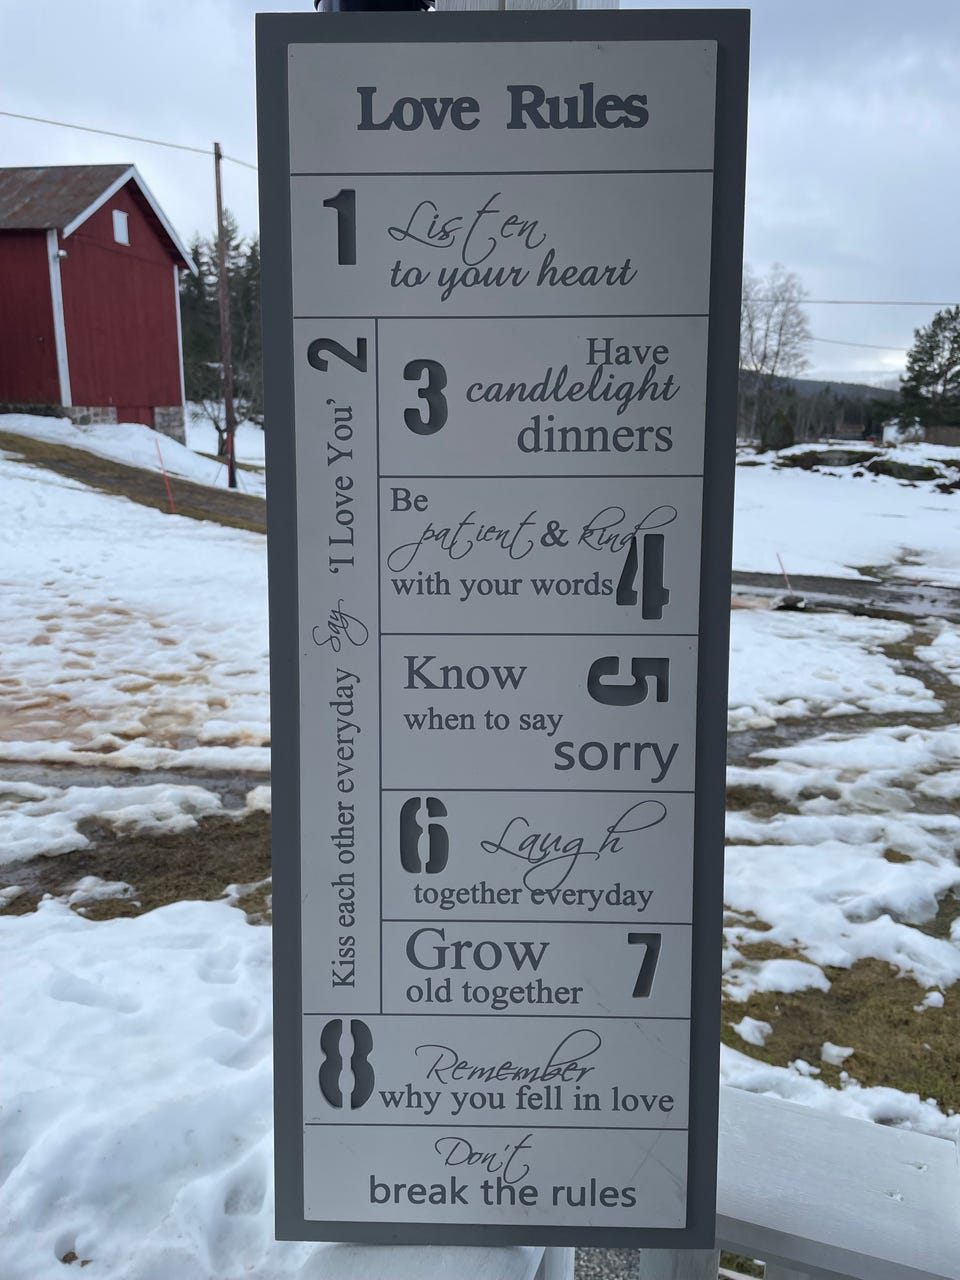 Love Rules
1
Listen
to your heart
2
Kiss each other everyday Say 'I Love You'
3
Have
candlelight
dinners
Be
patient & kind
with your words
4
Know
when to say
sorry
5
6
Laugh
together everyday
Grow
old together
7
8
Remember
why you fell in love
Don't
break the rules